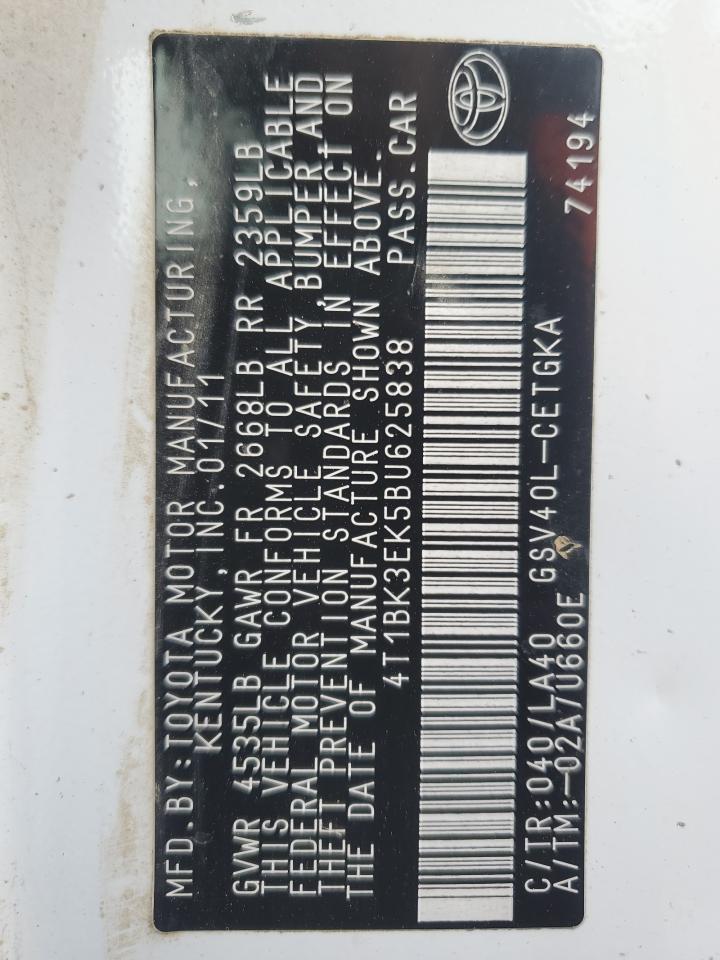 MFD.BY:TOYOTA MOTOR MANUFACTURING,
KENTUCKY,INC.01/11
GVWR 4535LB GAWR FR 2668LB RR 2359LB
THIS VEHICLE CONFORMS TO ALL APPLICABLE
FEDERAL MOTOR VEHICLE SAFETY,BUMPER,AND
THEFT PREVENTION STANDARDS IN EFFECT ON
THE DATE OF MANUFACTURE SHOWN ABOVE.
4T1BK3EK5BU625838 PASS.CAR
C/TR:040/LA40 GSV40L-CETGKA
A/TM:-02A/U660E 74194